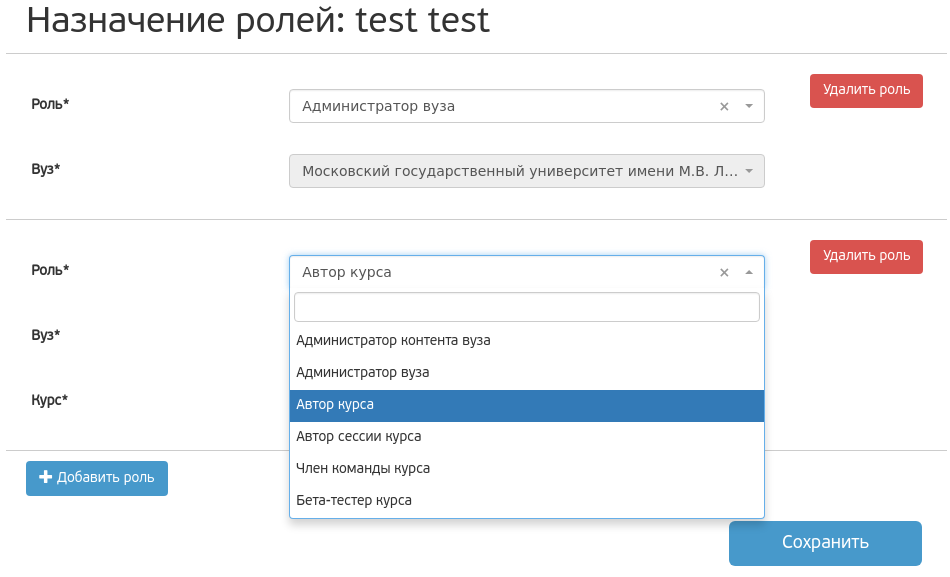 Назначение ролей: test test
Роль*
Администратор вуза
×
Удалить роль
Вуз*
Московский государственный университет имени М.В. Л...
Роль*
Автор курса
×
Удалить роль
Администратор контента вуза
Вуз*
Администратор вуза
Курс*
Автор курса
Автор сессии курса
Член команды курса
Бета-тестер курса
Добавить роль
Сохранить